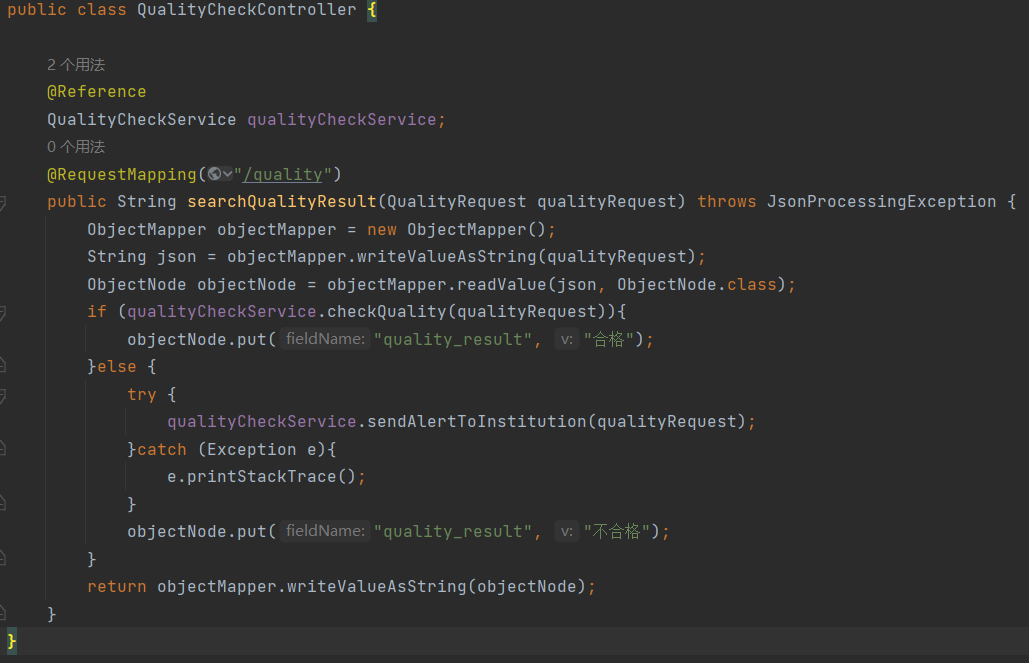 public class QualityCheckController {
2 个用法
@Reference
QualityCheckService qualityCheckService;
0 个用法
@RequestMapping("/quality")
public String searchQualityResult(QualityRequest qualityRequest) throws JsonProcessingException {
ObjectMapper objectMapper = new ObjectMapper();
String json = objectMapper.writeValueAsString(qualityRequest);
ObjectNode objectNode = objectMapper.readValue(json, ObjectNode.class);
if (qualityCheckService.checkQuality(qualityRequest)){
objectNode.put( fieldName: "quality_result", v: "合格");
}else {
try {
qualityCheckService.sendAlertToInstitution(qualityRequest);
}catch (Exception e){
e.printStackTrace();
}
objectNode.put( fieldName: "quality_result", v: "不合格");
}
return objectMapper.writeValueAsString(objectNode);
}
}